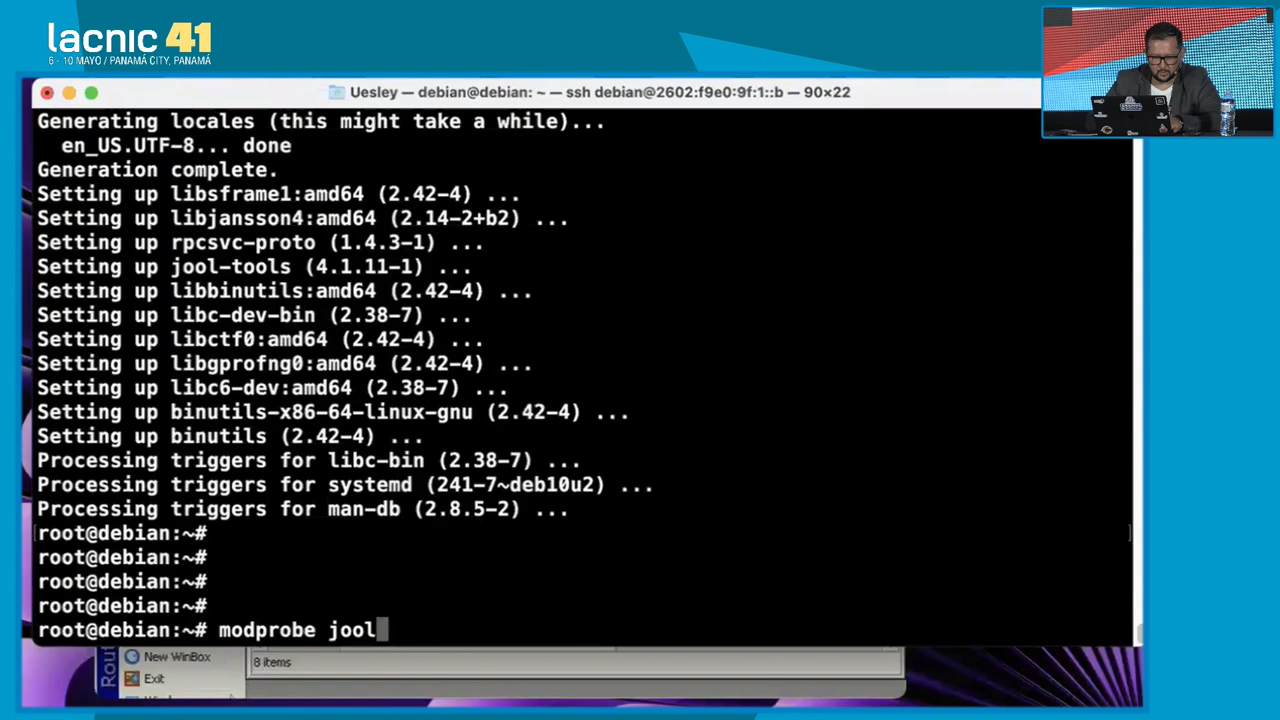 lacnic 41
6 - 10 MAYO / PANAMÁ CITY, PANAMÁ
Uesley — debian@debian: ~ — ssh debian@2602:f9e0:9f:1::b — 90×22
Generating locales (this might take a while)...
en_US.UTF-8... done
Generation complete.
Setting up libsframe1:amd64 (2.42-4) ...
Setting up libjansson4:amd64 (2.14-2+b2) ...
Setting up rpcsvc-proto (1.4.3-1) ...
Setting up jool-tools (4.1.11-1) ...
Setting up libbinutils:amd64 (2.42-4) ...
Setting up libc-dev-bin (2.38-7) ...
Setting up libctf0:amd64 (2.42-4) ...
Setting up libgprofng0:amd64 (2.42-4) ...
Setting up libc6-dev:amd64 (2.38-7) ...
Setting up binutils-x86-64-linux-gnu (2.42-4) ...
Setting up binutils (2.42-4) ...
Processing triggers for libc-bin (2.38-7) ...
Processing triggers for systemd (241-7~deb10u2) ...
Processing triggers for man-db (2.8.5-2) ...
root@debian:~#
root@debian:~#
root@debian:~#
root@debian:~#
root@debian:~# modprobe jool
New WinBox
8 items
Exit